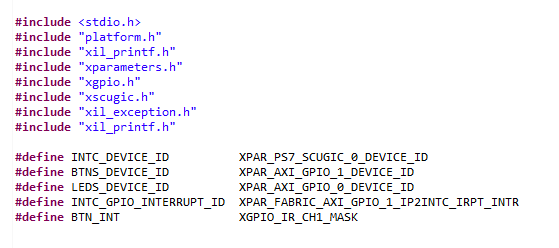 #include <stdio.h>
#include "platform.h"
#include "xil_printf.h"
#include "xparameters.h"
#include "xgpio.h"
#include "xscugic.h"
#include "xil_exception.h"
#include "xil_printf.h"
#define INTC_DEVICE_ID XPAR_PS7_SCUGIC_0_DEVICE_ID
#define BTNS_DEVICE_ID XPAR_AXI_GPIO_1_DEVICE_ID
#define LEDS_DEVICE_ID XPAR_AXI_GPIO_0_DEVICE_ID
#define INTC_GPIO_INTERRUPT_ID XPAR_FABRIC_AXI_GPIO_1_IP2INTC_IRPT_INTR
#define BTN_INT XGPIO_IR_CH1_MASK